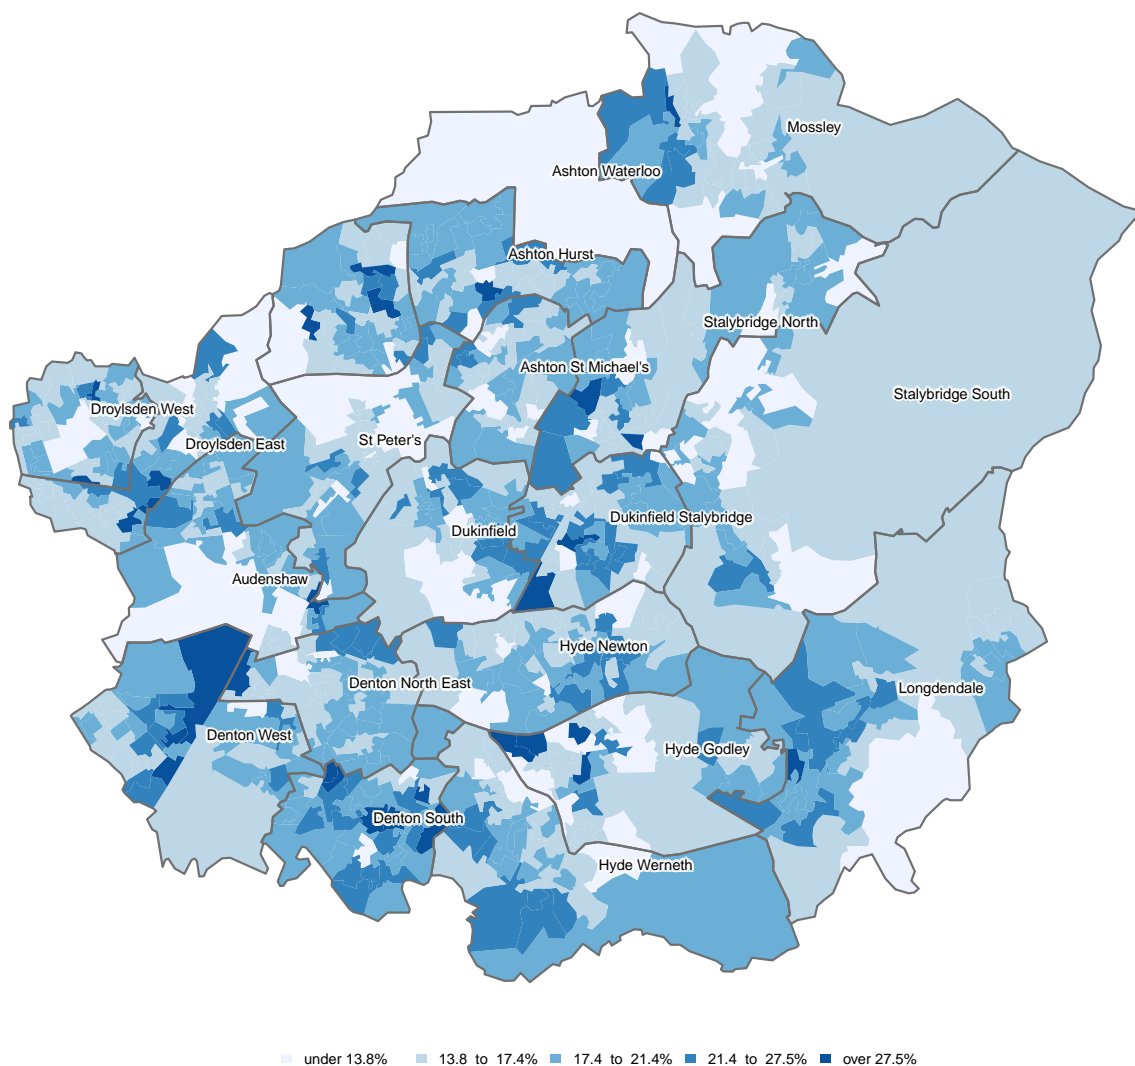 Mossley
Ashton Waterloo
Ashton Hurst
Stalybridge North
Ashton St Michael's
Stalybridge South
Droylsden West
Droylsden East
St Peter's
Dukinfield Stalybridge
Dukinfield
Audenshaw
Hyde Newton
Denton North East
Longdendale
Denton West
Hyde Godley
Denton South
Hyde Werneth
under 13.8% 13.8 to 17.4% 17.4 to 21.4% 21.4 to 27.5% over 27.5%